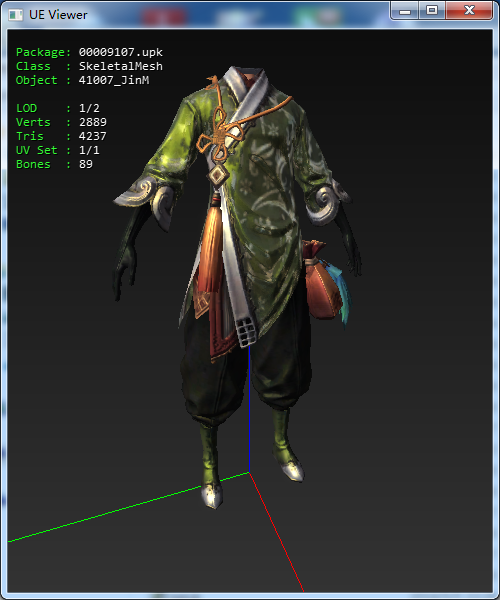 UE Viewer
Package: 00009107.upk
Class : SkeletalMesh
Object : 41007_JinM
LOD : 1/2
Verts : 2889
Tris : 4237
UV Set : 1/1
Bones : 89